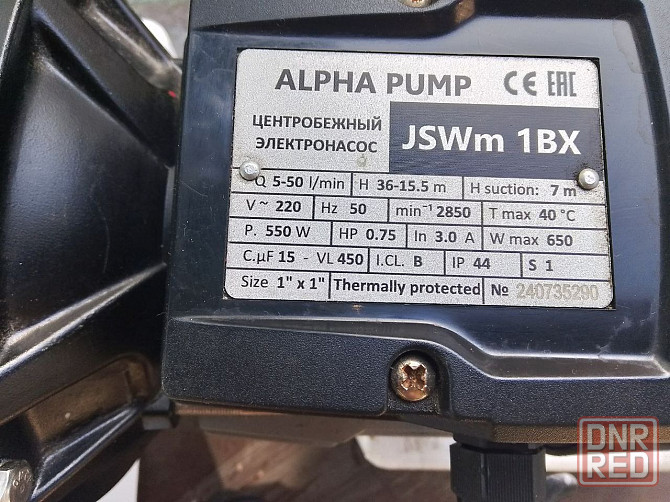 ALPHA PUMP CE EAC
ЦЕНТРОБЕЖНЫЙ
ЭЛЕКТРОНАСОС
JSWm 1BX
Q 5-50 l/min H 36-15.5 m H suction: 7 m
V ~ 220 Hz 50 min⁻¹ 2850 T max 40 °C
P. 550 W HP 0.75 In 3.0 A W max 650
C.µF 15 - VL 450 I.CL. B IP 44 S 1
Size 1" x 1" Thermally protected № 240735290
DNR
RED